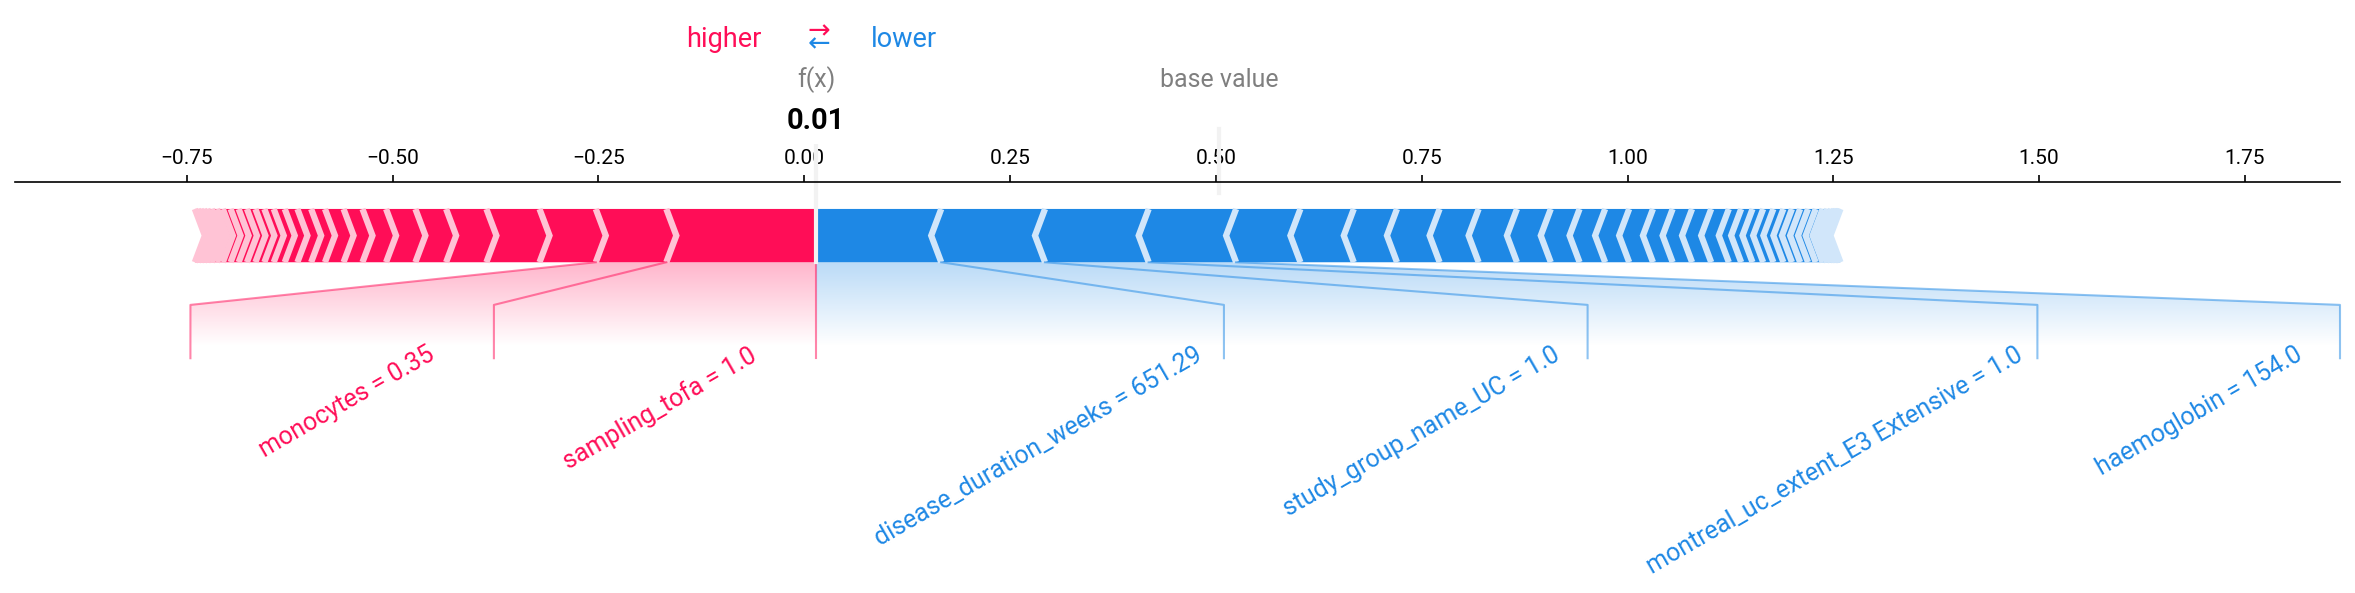 higher ⇄ lower
f(x) base value
0.01
−0.75 −0.50 −0.25 0.00 0.25 0.50 0.75 1.00 1.25 1.50 1.75
monocytes = 0.35
sampling_tofa = 1.0
disease_duration_weeks = 651.29
study_group_name_UC = 1.0
montreal_uc_extent_E3 Extensive = 1.0
haemoglobin = 154.0